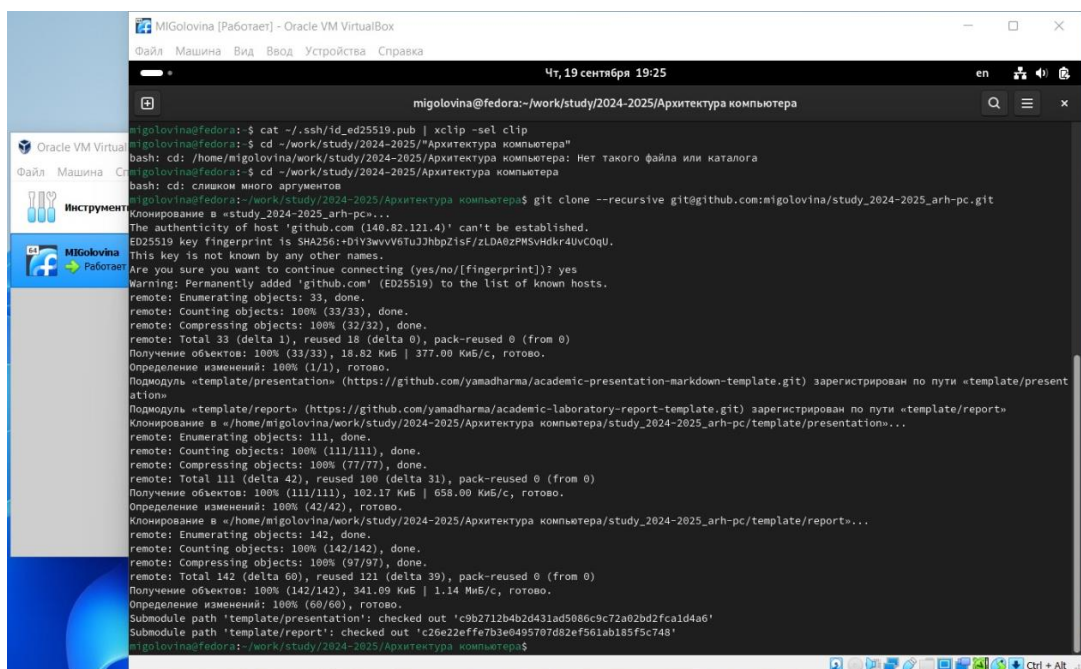 MIGolovina [Работает] - Oracle VM VirtualBox
Файл Машина Вид Ввод Устройства Справка
Чт, 19 сентября 19:25
en
migolovina@fedora:~/work/study/2024-2025/Архитектура компьютера
Oracle VM Virtual
Файл Машина Сп
Инструмент
64
MIGolovina
Работает
migolovina@fedora:~$ cat ~/.ssh/id_ed25519.pub | xclip -sel clip
migolovina@fedora:~$ cd ~/work/study/2024-2025/"Архитектура компьютера"
bash: cd: /home/migolovina/work/study/2024-2025/Архитектура компьютера: Нет такого файла или каталога
migolovina@fedora:~$ cd ~/work/study/2024-2025/Архитектура компьютера
bash: cd: слишком много аргументов
migolovina@fedora:~/work/study/2024-2025/Архитектура компьютера$ git clone --recursive git@github.com:migolovina/study_2024-2025_arh-pc.git
Клонирование в «study_2024-2025_arh-pc»...
The authenticity of host 'github.com (140.82.121.4)' can't be established.
ED25519 key fingerprint is SHA256:+DiY3wvvV6TuJJhbpZisF/zLDA0zPMSvHdkr4UvCOqU.
This key is not known by any other names.
Are you sure you want to continue connecting (yes/no/[fingerprint])? yes
Warning: Permanently added 'github.com' (ED25519) to the list of known hosts.
remote: Enumerating objects: 33, done.
remote: Counting objects: 100% (33/33), done.
remote: Compressing objects: 100% (32/32), done.
remote: Total 33 (delta 1), reused 18 (delta 0), pack-reused 0 (from 0)
Получение объектов: 100% (33/33), 18.82 КиБ | 377.00 КиБ/с, готово.
Определение изменений: 100% (1/1), готово.
Подмодуль «template/presentation» (https://github.com/yamadharma/academic-presentation-markdown-template.git) зарегистрирован по пути «template/present
ation»
Подмодуль «template/report» (https://github.com/yamadharma/academic-laboratory-report-template.git) зарегистрирован по пути «template/report»
Клонирование в «/home/migolovina/work/study/2024-2025/Архитектура компьютера/study_2024-2025_arh-pc/template/presentation»...
remote: Enumerating objects: 111, done.
remote: Counting objects: 100% (111/111), done.
remote: Compressing objects: 100% (77/77), done.
remote: Total 111 (delta 42), reused 100 (delta 31), pack-reused 0 (from 0)
Получение объектов: 100% (111/111), 102.17 КиБ | 658.00 КиБ/с, готово.
Определение изменений: 100% (42/42), готово.
Клонирование в «/home/migolovina/work/study/2024-2025/Архитектура компьютера/study_2024-2025_arh-pc/template/report»...
remote: Enumerating objects: 142, done.
remote: Counting objects: 100% (142/142), done.
remote: Compressing objects: 100% (97/97), done.
remote: Total 142 (delta 60), reused 121 (delta 39), pack-reused 0 (from 0)
Получение объектов: 100% (142/142), 341.09 КиБ | 1.14 МиБ/с, готово.
Определение изменений: 100% (60/60), готово.
Submodule path 'template/presentation': checked out 'c9b2712b4b2d431ad5086c9c72a02bd2fca1d4a6'
Submodule path 'template/report': checked out 'c26e22effe7b3e0495707d82ef561ab185f5c748'
migolovina@fedora:~/work/study/2024-2025/Архитектура компьютера$
Ctrl + Alt